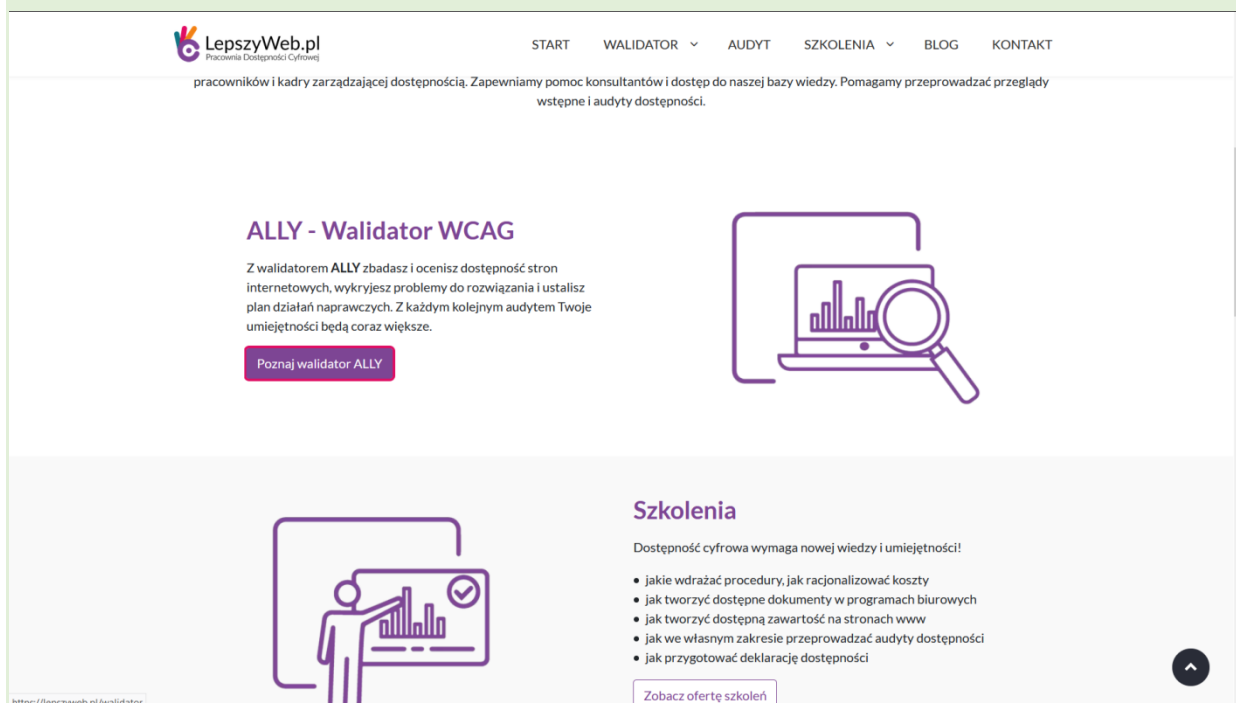 LepszyWeb.pl
Pracownia Dostępności Cyfrowej
START WALIDATOR AUDYT SZKOLENIA BLOG KONTAKT
pracowników i kadry zarządzającej dostępnością. Zapewniamy pomoc konsultantów i dostęp do naszej bazy wiedzy. Pomagamy przeprowadzać przeglądy
wstępne i audyty dostępności.
ALLY - Walidator WCAG
Z walidatorem ALLY zbadasz i ocenisz dostępność stron
internetowych, wykryjesz problemy do rozwiązania i ustalisz
plan działań naprawczych. Z każdym kolejnym audytem Twoje
umiejętności będą coraz większe.
Poznaj walidator ALLY
Szkolenia
Dostępność cyfrowa wymaga nowej wiedzy i umiejętności!
• jakie wdrażać procedury, jak racjonalizować koszty
• jak tworzyć dostępne dokumenty w programach biurowych
• jak tworzyć dostępną zawartość na stronach www
• jak we własnym zakresie przeprowadzać audyty dostępności
• jak przygotować deklarację dostępności
Zobacz ofertę szkoleń
https://lepszyweb.pl/walidator